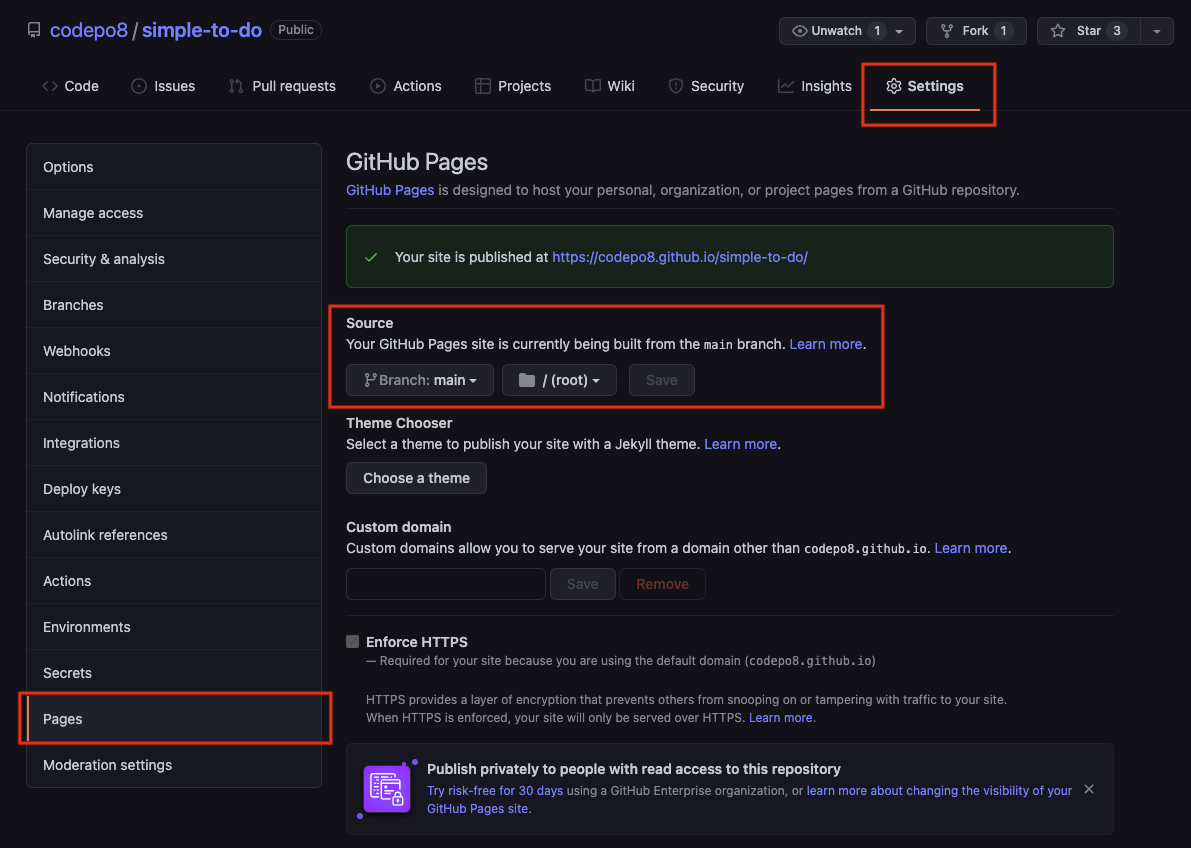 codepo8 / simple-to-do Public
Unwatch 1 Fork 1 Star 3
Code Issues Pull requests Actions Projects Wiki Security Insights Settings
Options
Manage access
Security & analysis
Branches
Webhooks
Notifications
Integrations
Deploy keys
Autolink references
Actions
Environments
Secrets
Pages
Moderation settings
GitHub Pages
GitHub Pages is designed to host your personal, organization, or project pages from a GitHub repository.
Your site is published at https://codepo8.github.io/simple-to-do/
Source
Your GitHub Pages site is currently being built from the main branch. Learn more.
Branch: main / (root) Save
Theme Chooser
Select a theme to publish your site with a Jekyll theme. Learn more.
Choose a theme
Custom domain
Custom domains allow you to serve your site from a domain other than codepo8.github.io. Learn more.
Save Remove
Enforce HTTPS
— Required for your site because you are using the default domain (codepo8.github.io)
HTTPS provides a layer of encryption that prevents others from snooping on or tampering with traffic to your site.
When HTTPS is enforced, your site will only be served over HTTPS. Learn more.
Publish privately to people with read access to this repository
Try risk-free for 30 days using a GitHub Enterprise organization, or learn more about changing the visibility of your
GitHub Pages site.